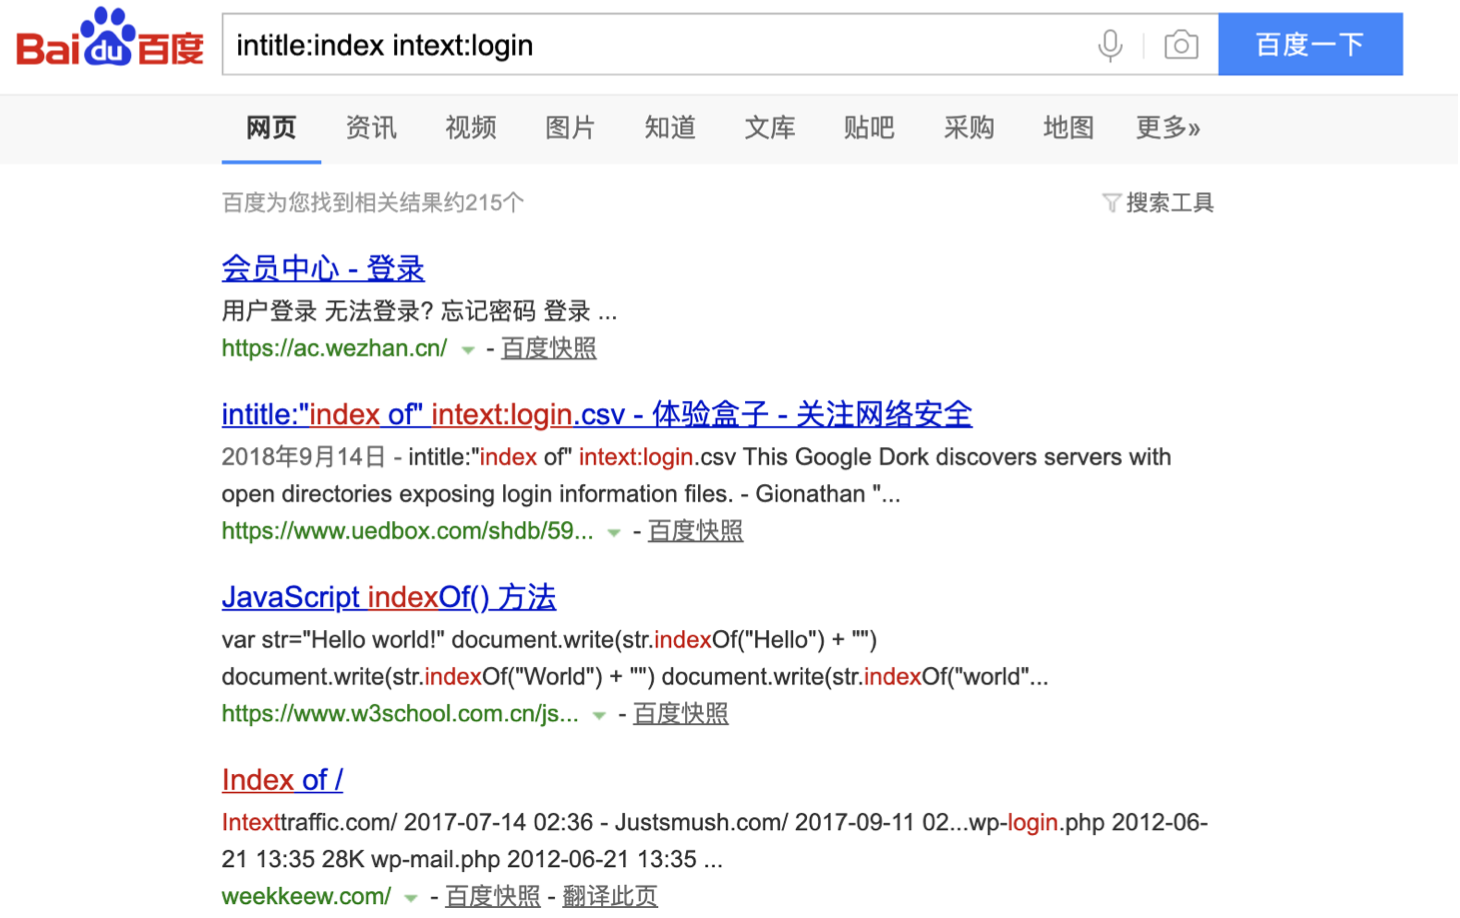 Bai du 百度
intitle:index intext:login
百度一下
网页 资讯 视频 图片 知道 文库 贴吧 采购 地图 更多»
百度为您找到相关结果约215个
搜索工具
会员中心 - 登录
用户登录 无法登录? 忘记密码 登录 ...
https://ac.wezhan.cn/ - 百度快照
intitle:"index of" intext:login.csv - 体验盒子 - 关注网络安全
2018年9月14日 - intitle:"index of" intext:login.csv This Google Dork discovers servers with
open directories exposing login information files. - Gionathan "...
https://www.uedbox.com/shdb/59... - 百度快照
JavaScript indexOf() 方法
var str="Hello world!" document.write(str.indexOf("Hello") + "")
document.write(str.indexOf("World") + "") document.write(str.indexOf("world"...
https://www.w3school.com.cn/js... - 百度快照
Index of /
Intexttraffic.com/ 2017-07-14 02:36 - Justsmush.com/ 2017-09-11 02...wp-login.php 2012-06-
21 13:35 28K wp-mail.php 2012-06-21 13:35 ...
weekkeew.com/ - 百度快照 - 翻译此页